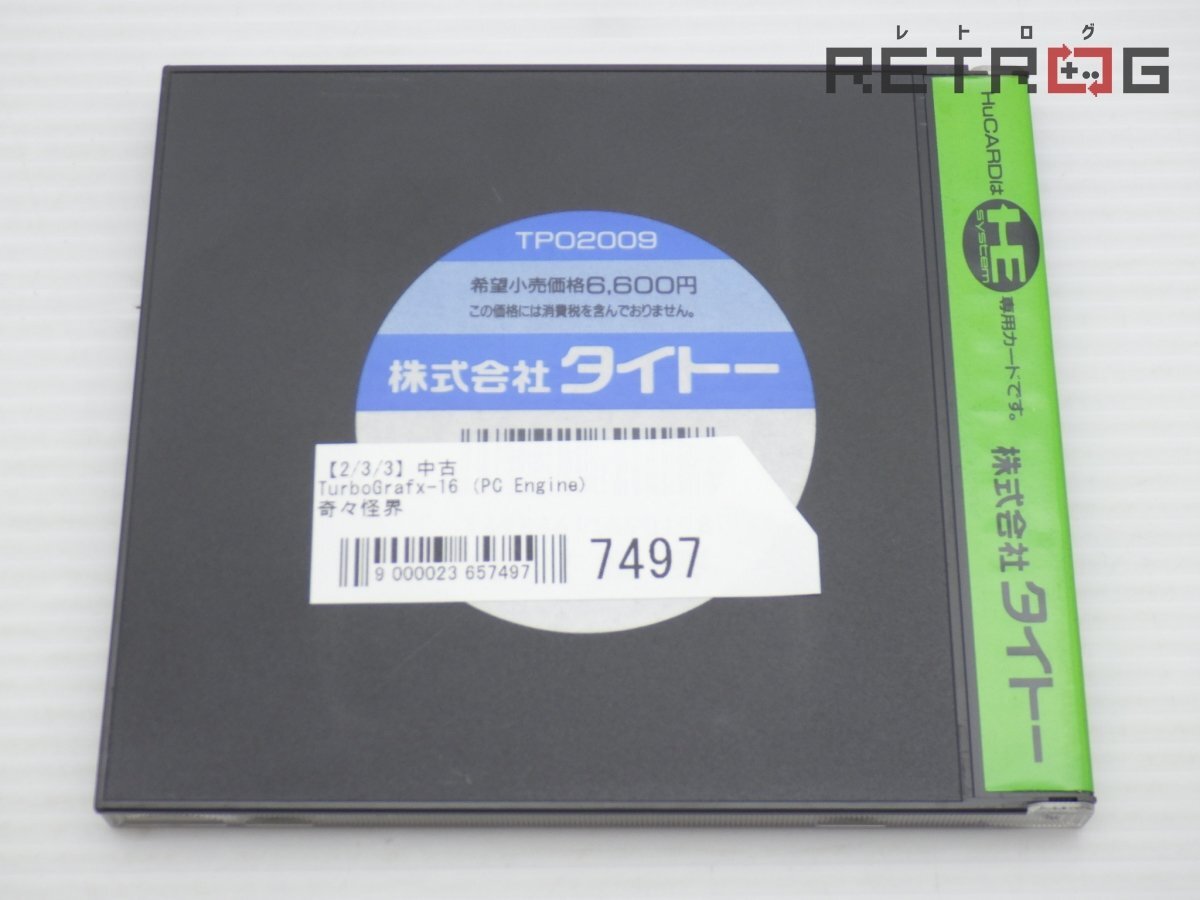 レトログ
RETROG
TP02009
希望小売価格6,600円
この価格には消費税を含んでおりません。
株式会社 タイトー
【2/3/3】中古
TurboGrafx-16 (PC Engine)
奇々怪界
9 000023 657497
7497
HuCARDは HE system 専用カードです。 株式会社 タイトー